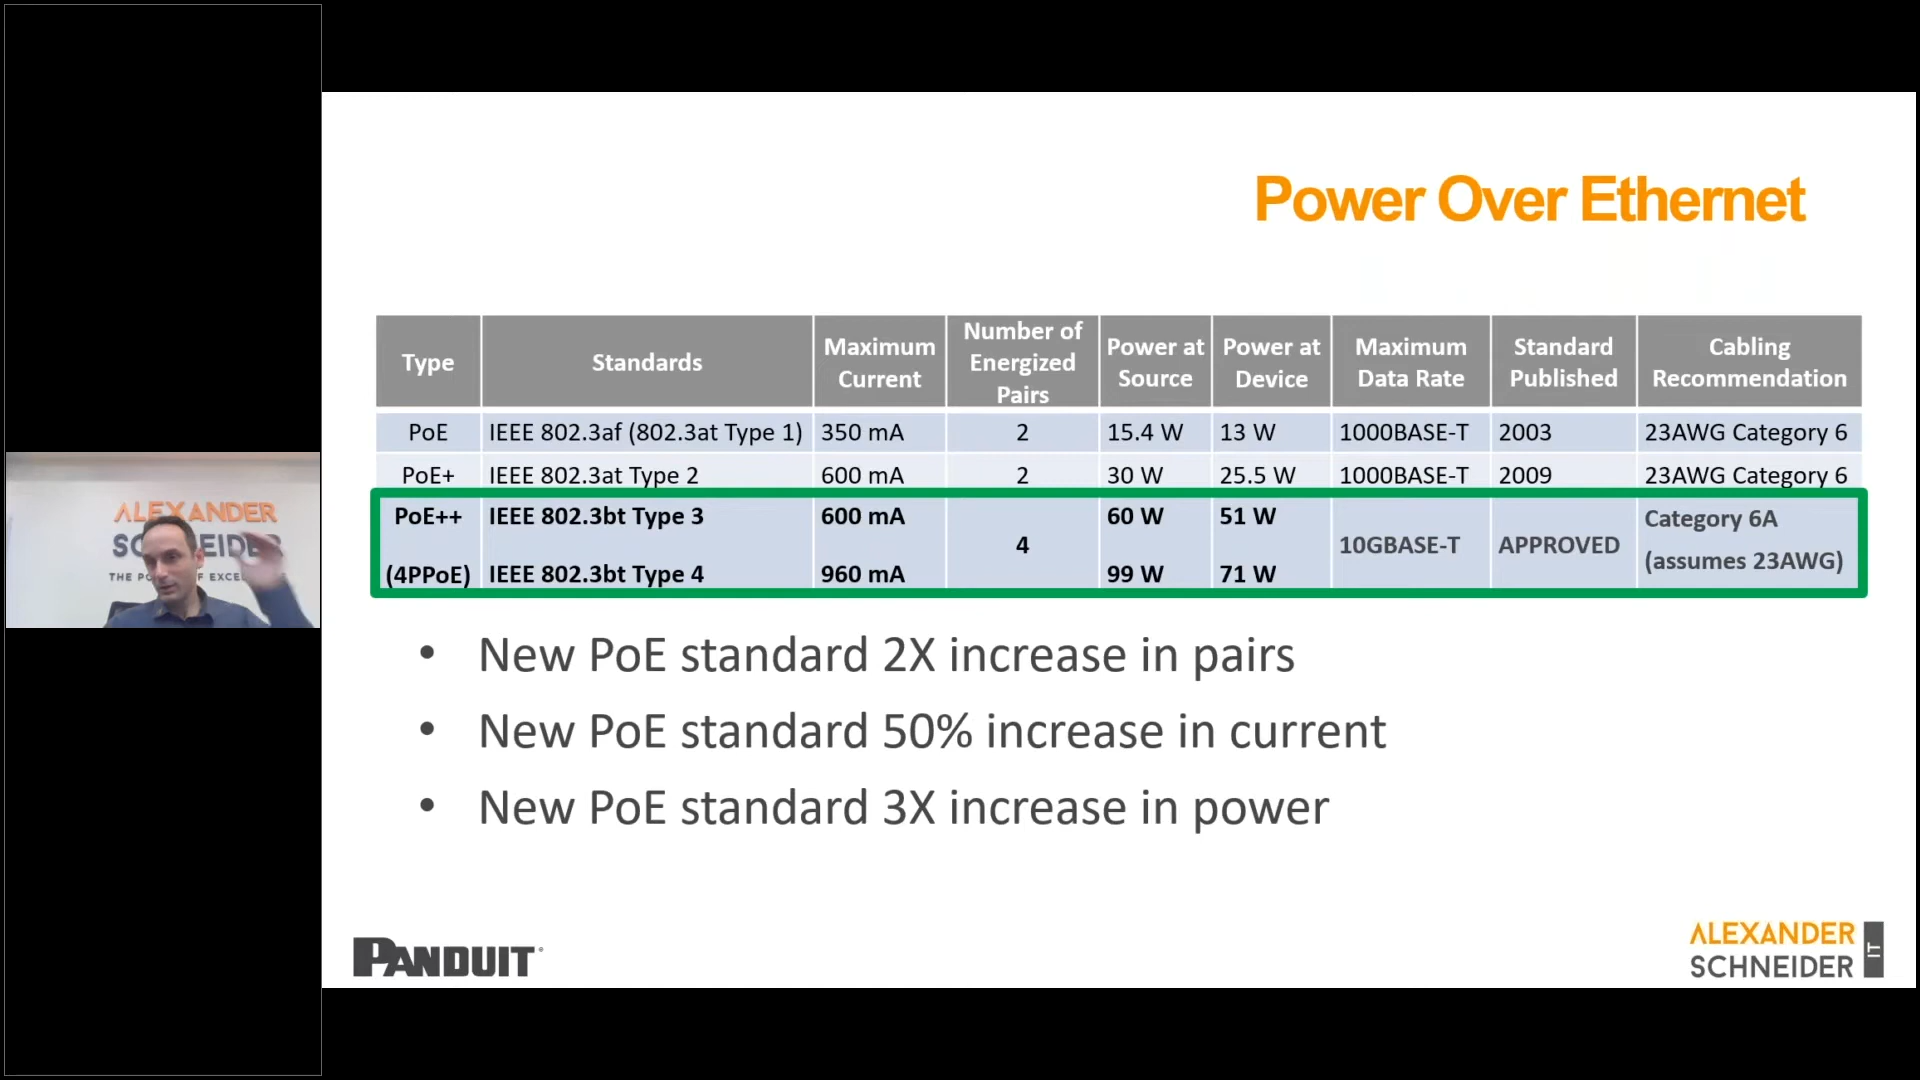 ALEXANDER
THE
Power Over Ethernet
Type Standards Maximum Current Number of Energized Pairs Power at Source Power at Device Maximum Data Rate Standard Published Cabling Recommendation
PoE IEEE 802.3af (802.3at Type 1) 350 mA 2 15.4 W 13 W 1000BASE-T 2003 23AWG Category 6
PoE+ IEEE 802.3at Type 2 600 mA 2 30 W 25.5 W 1000BASE-T 2009 23AWG Category 6
PoE++ IEEE 802.3bt Type 3 600 mA 60 W 51 W Category 6A
4 10GBASE-T APPROVED
(4PPoE) IEEE 802.3bt Type 4 960 mA 99 W 71 W (assumes 23AWG)
• New PoE standard 2X increase in pairs
• New PoE standard 50% increase in current
• New PoE standard 3X increase in power
PANDUIT
ALEXANDER
SCHNEIDER
IT